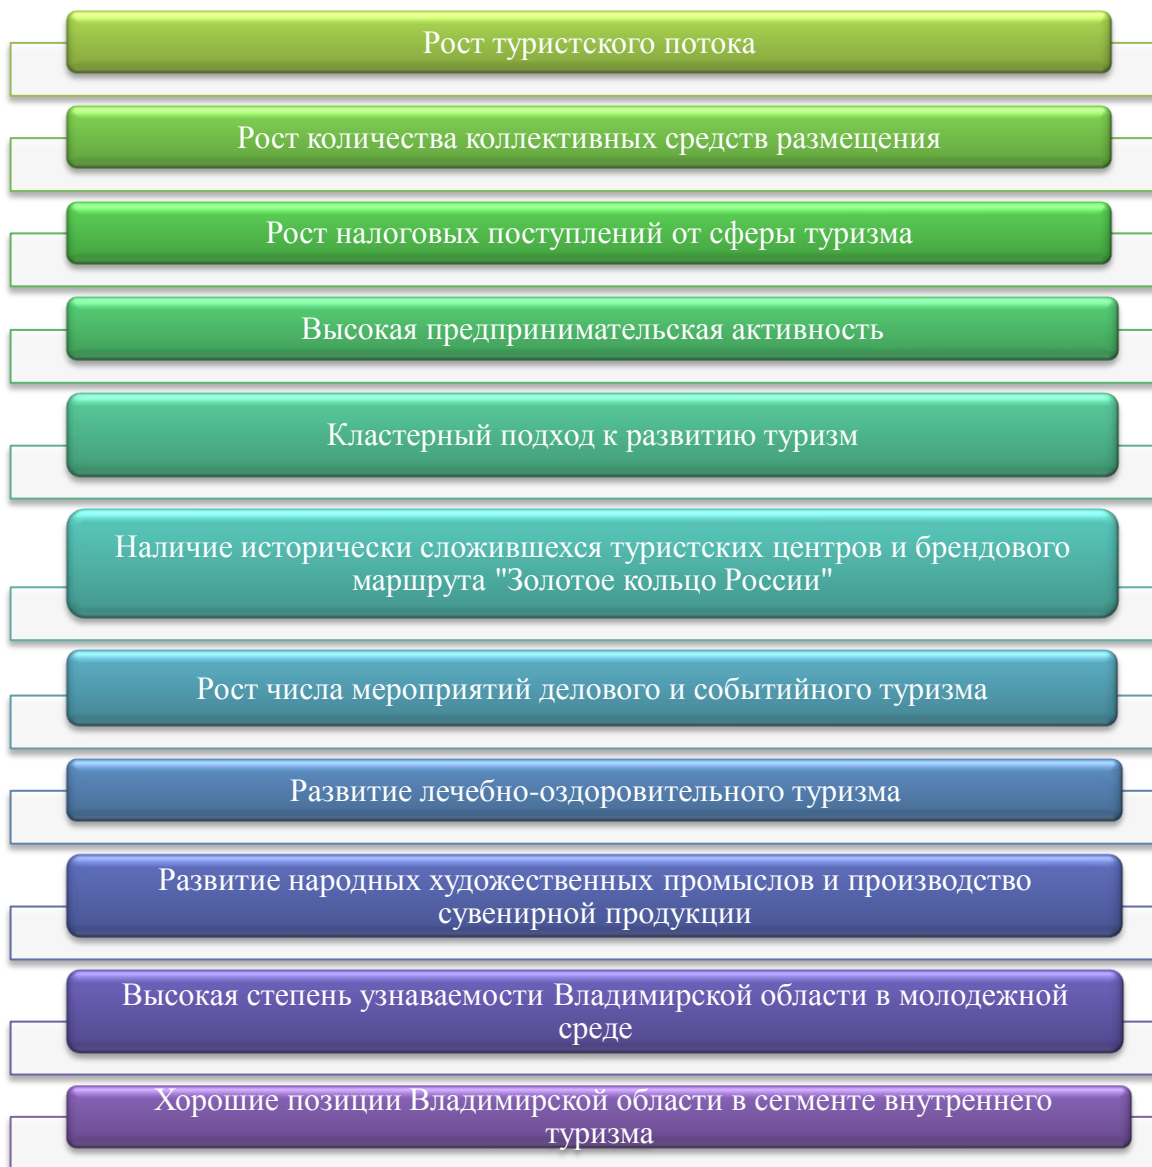 Рост туристского потока
Рост количества коллективных средств размещения
Рост налоговых поступлений от сферы туризма
Высокая предпринимательская активность
Кластерный подход к развитию туризм
Наличие исторически сложившехся туристских центров и брендового
маршрута "Золотое кольцо России"
Рост числа мероприятий делового и событийного туризма
Развитие лечебно-оздоровительного туризма
Развитие народных художественных промыслов и производство
сувенирной продукции
Высокая степень узнаваемости Владимирской области в молодежной
среде
Хорошие позиции Владимирской области в сегменте внутреннего
туризма